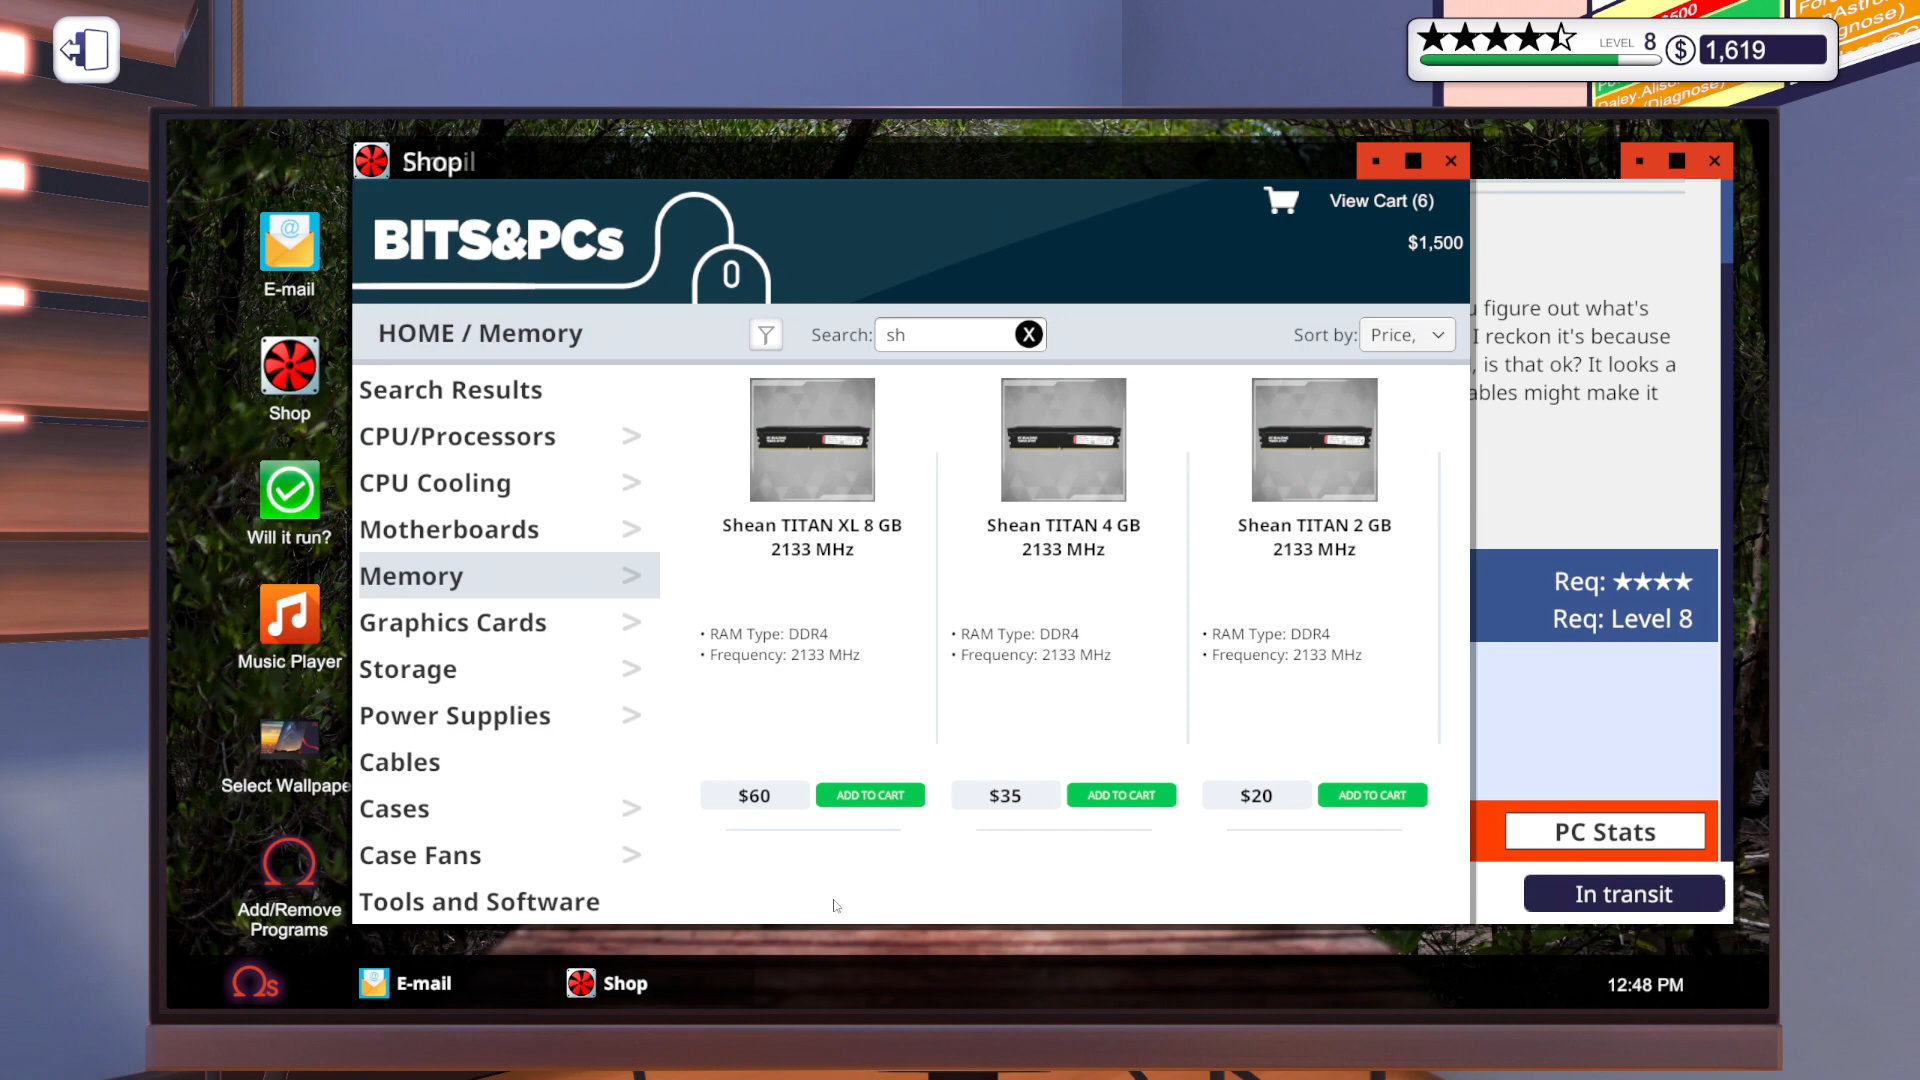 LEVEL 8 $ 1,619
$500
Diagnose)
Shop
View Cart (6)
BITS&PCs
$1,500
E-mail
HOME / Memory
Search: sh X
Sort by: Price,
figure out what's
I reckon it's because
, is that ok? It looks a
ables might make it
Shop
Search Results
CPU/Processors >
CPU Cooling >
Motherboards >
Memory >
Graphics Cards >
Storage >
Power Supplies >
Cables
Cases >
Case Fans >
Tools and Software
Shean TITAN XL 8 GB
2133 MHz
• RAM Type: DDR4
• Frequency: 2133 MHz
$60 ADD TO CART
Shean TITAN 4 GB
2133 MHz
• RAM Type: DDR4
• Frequency: 2133 MHz
$35 ADD TO CART
Shean TITAN 2 GB
2133 MHz
• RAM Type: DDR4
• Frequency: 2133 MHz
$20 ADD TO CART
Will it run?
Music Player
Select Wallpape
Add/Remove
Programs
Req: ★★★★
Req: Level 8
PC Stats
In transit
Ωs
E-mail
Shop
12:48 PM